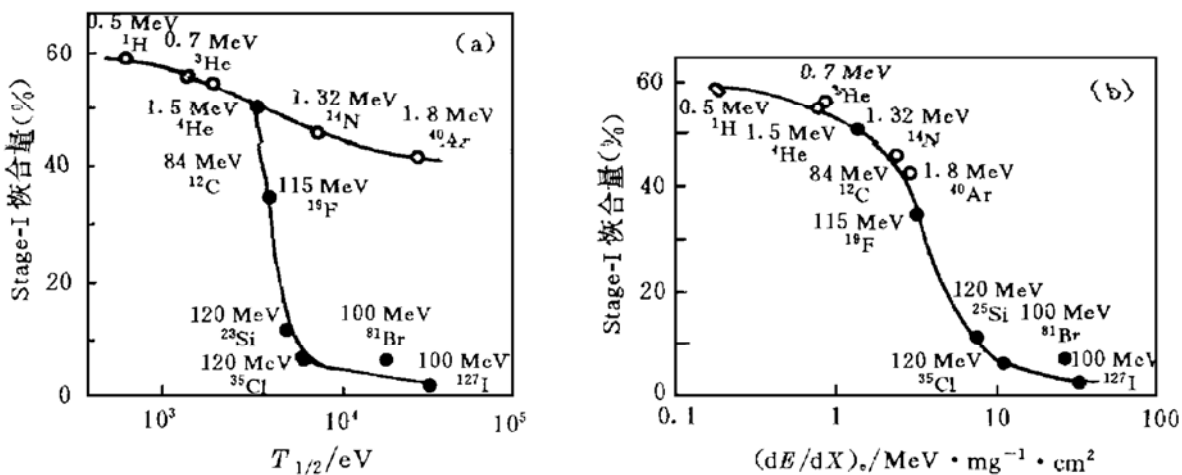 (a)
0.5 MeV
¹H
0.7 MeV
³He
1.5 MeV
⁴He
1.32 MeV
¹⁴N
1.8 MeV
⁴⁰Ar
84 MeV
¹²C
115 MeV
¹⁹F
120 MeV
²³Si
120 MeV
³⁵Cl
100 MeV
⁸¹Br
100 MeV
¹²⁷I
Stage-I 恢合量(%)
60
40
20
0
10³
10⁴
10⁵
T₁/₂/eV
(b)
0.7 MeV
³He
0.5 MeV
¹H
1.5 MeV
⁴He
1.32 MeV
¹⁴N
84 MeV
¹²C
1.8 MeV
⁴⁰Ar
115 MeV
¹⁹F
120 MeV
²⁵Si
100 MeV
⁸¹Br
120 MeV
³⁵Cl
100 MeV
¹²⁷I
Stage-I 恢合量(%)
60
40
20
0
0.1
1
10
100
(dE/dX)ₑ/MeV・mg⁻¹・cm²